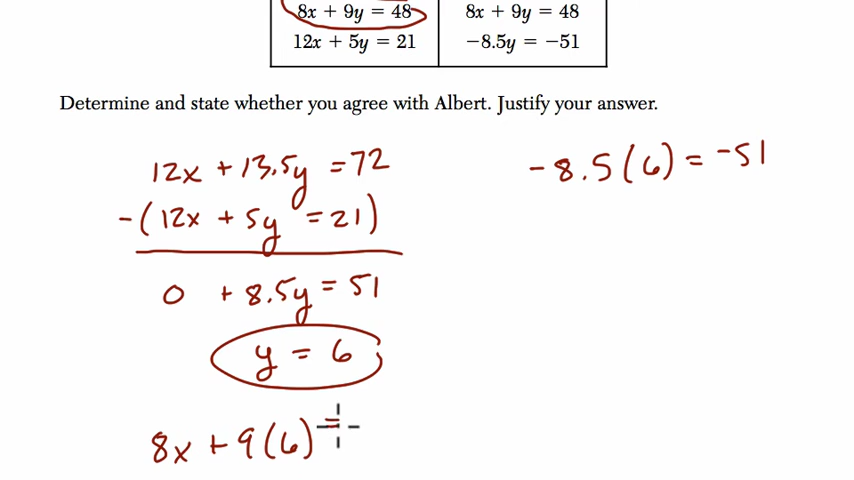 8x + 9y = 48 8x + 9y = 48
12x + 5y = 21 −8.5y = −51
Determine and state whether you agree with Albert. Justify your answer.
12x + 13.5y = 72 -8.5(6) = -51
-(12x + 5y = 21)
0 + 8.5y = 51
y = 6
8x + 9(6) =